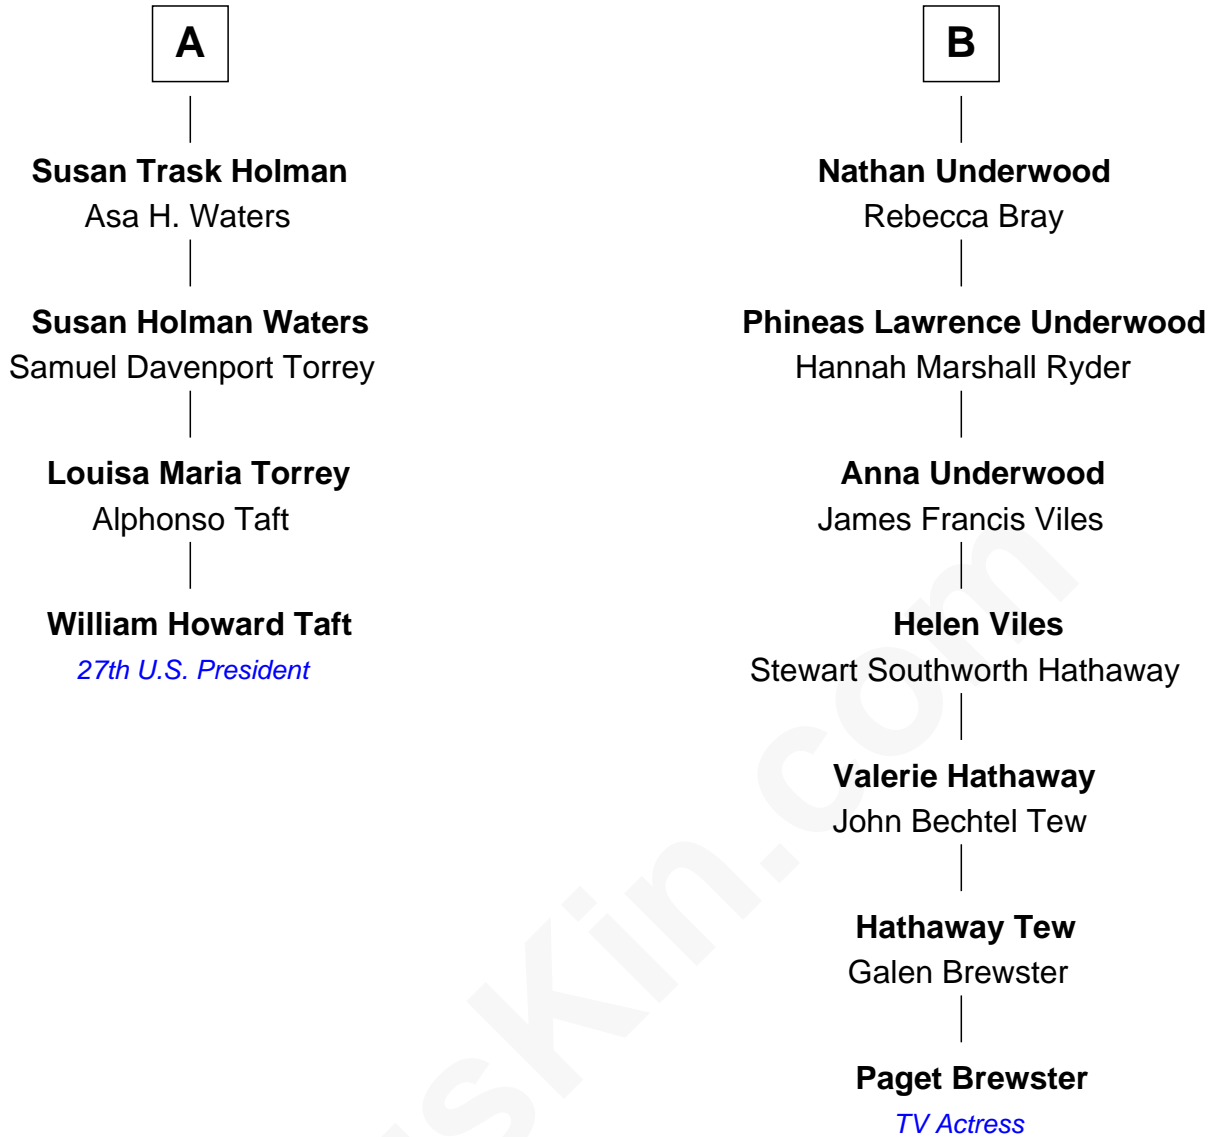 A
Susan Trask Holman
Asa H. Waters
Susan Holman Waters
Samuel Davenport Torrey
Louisa Maria Torrey
Alphonso Taft
William Howard Taft
27th U.S. President
B
Nathan Underwood
Rebecca Bray
Phineas Lawrence Underwood
Hannah Marshall Ryder
Anna Underwood
James Francis Viles
Helen Viles
Stewart Southworth Hathaway
Valerie Hathaway
John Bechtel Tew
Hathaway Tew
Galen Brewster
Paget Brewster
TV Actress
sKin.com